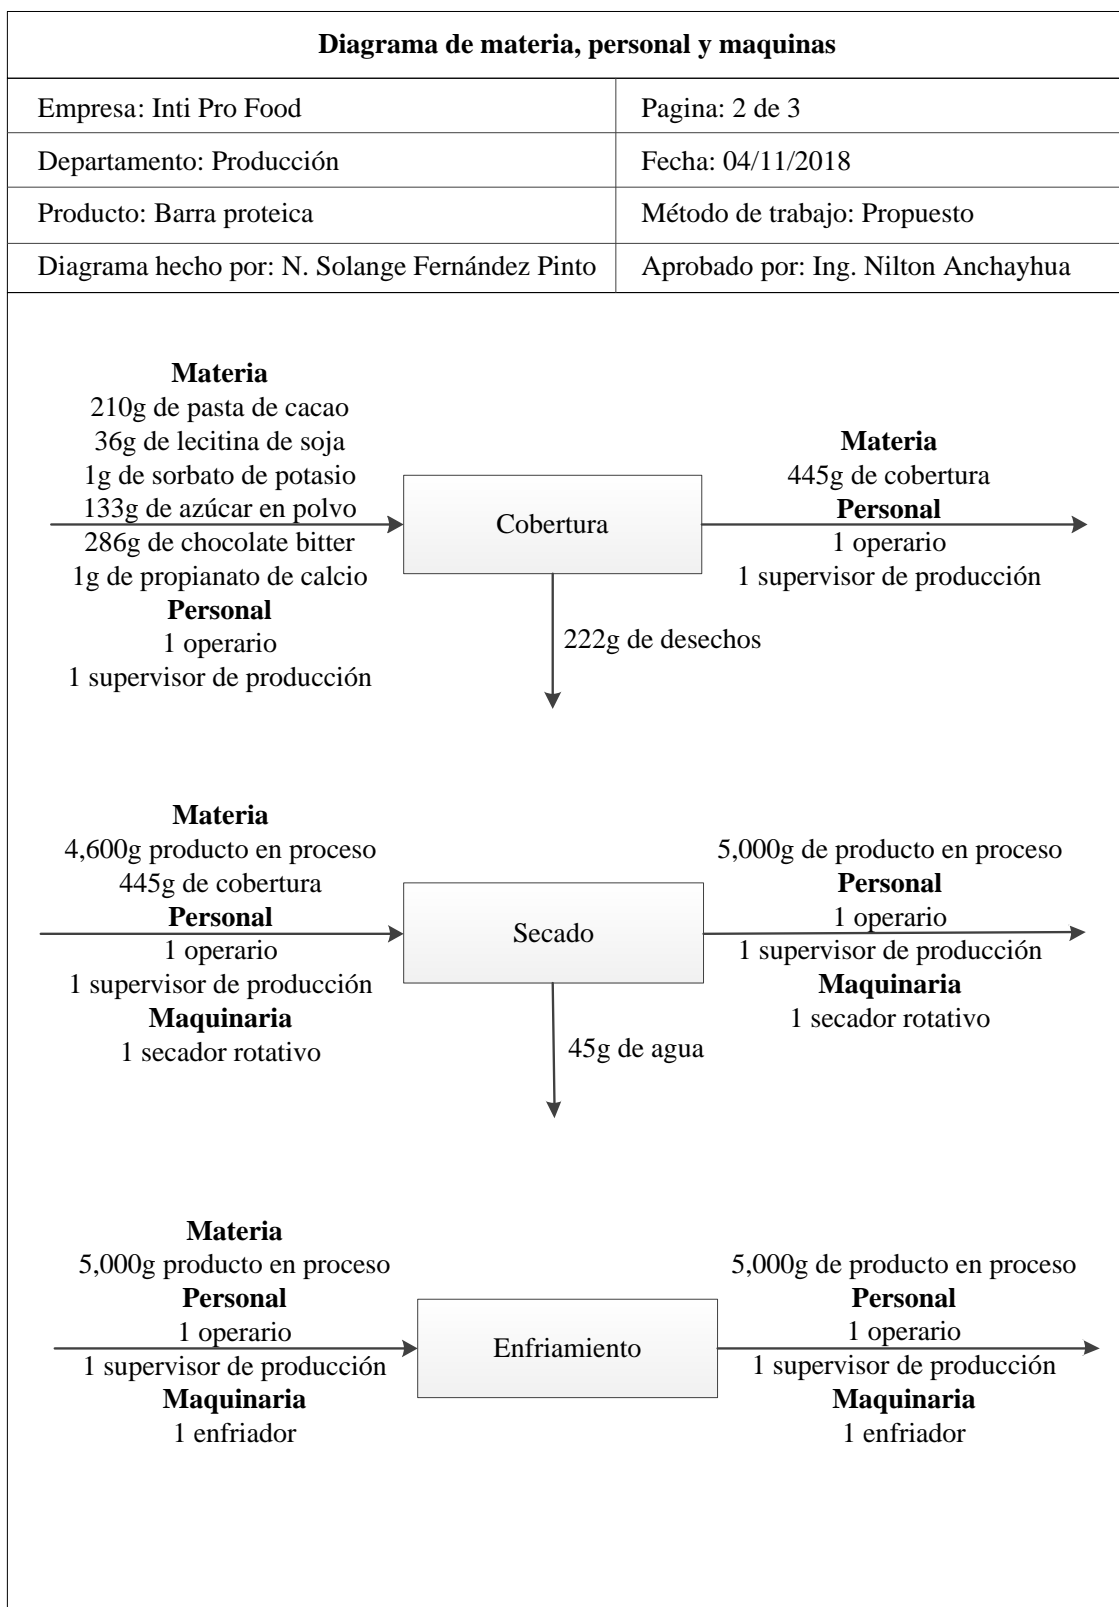 Diagrama de materia, personal y maquinas
Empresa: Inti Pro Food
Pagina: 2 de 3
Departamento: Producción
Fecha: 04/11/2018
Producto: Barra proteica
Método de trabajo: Propuesto
Diagrama hecho por: N. Solange Fernández Pinto
Aprobado por: Ing. Nilton Anchayhua
Materia
210g de pasta de cacao
36g de lecitina de soja
1g de sorbato de potasio
133g de azúcar en polvo
286g de chocolate bitter
1g de propianato de calcio
Personal
1 operario
1 supervisor de producción
Cobertura
Materia
445g de cobertura
Personal
1 operario
1 supervisor de producción
222g de desechos
Materia
4,600g producto en proceso
445g de cobertura
Personal
1 operario
1 supervisor de producción
Maquinaria
1 secador rotativo
Secado
5,000g de producto en proceso
Personal
1 operario
1 supervisor de producción
Maquinaria
1 secador rotativo
45g de agua
Materia
5,000g producto en proceso
Personal
1 operario
1 supervisor de producción
Maquinaria
1 enfriador
Enfriamiento
5,000g de producto en proceso
Personal
1 operario
1 supervisor de producción
Maquinaria
1 enfriador